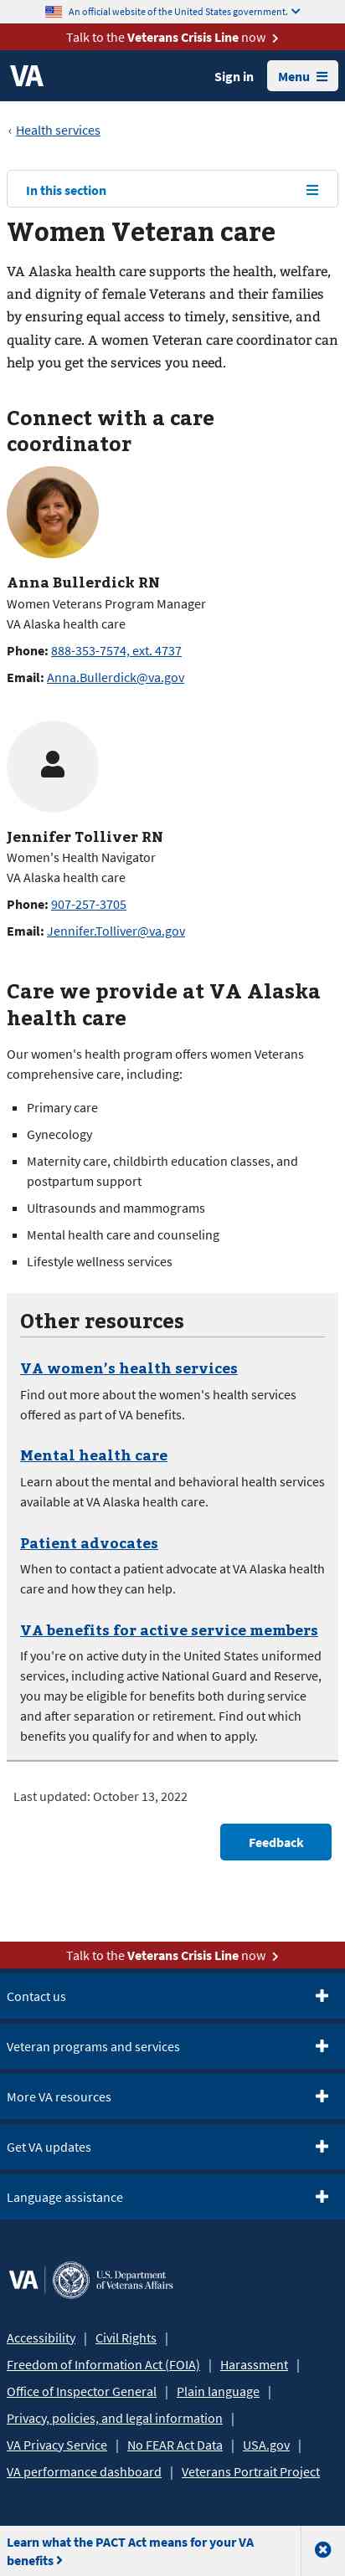 An official website of the United States government.
Talk to the Veterans Crisis Line now
VA
Sign in
Menu
‹ Health services
In this section
Women Veteran care
VA Alaska health care supports the health, welfare,
and dignity of female Veterans and their families
by ensuring equal access to timely, sensitive, and
quality care. A women Veteran care coordinator can
help you get the services you need.
Connect with a care
coordinator
Anna Bullerdick RN
Women Veterans Program Manager
VA Alaska health care
Phone: 888-353-7574, ext. 4737
Email: Anna.Bullerdick@va.gov
Jennifer Tolliver RN
Women's Health Navigator
VA Alaska health care
Phone: 907-257-3705
Email: Jennifer.Tolliver@va.gov
Care we provide at VA Alaska
health care
Our women's health program offers women Veterans
comprehensive care, including:
Primary care
Gynecology
Maternity care, childbirth education classes, and
postpartum support
Ultrasounds and mammograms
Mental health care and counseling
Lifestyle wellness services
Other resources
VA women’s health services
Find out more about the women's health services
offered as part of VA benefits.
Mental health care
Learn about the mental and behavioral health services
available at VA Alaska health care.
Patient advocates
When to contact a patient advocate at VA Alaska health
care and how they can help.
VA benefits for active service members
If you're on active duty in the United States uniformed
services, including active National Guard and Reserve,
you may be eligible for benefits both during service
and after separation or retirement. Find out which
benefits you qualify for and when to apply.
Last updated: October 13, 2022
Feedback
Talk to the Veterans Crisis Line now
Contact us
Veteran programs and services
More VA resources
Get VA updates
Language assistance
VA U.S. Department
of Veterans Affairs
Accessibility | Civil Rights |
Freedom of Information Act (FOIA) | Harassment |
Office of Inspector General | Plain language |
Privacy, policies, and legal information |
VA Privacy Service | No FEAR Act Data | USA.gov |
VA performance dashboard | Veterans Portrait Project
Learn what the PACT Act means for your VA
benefits